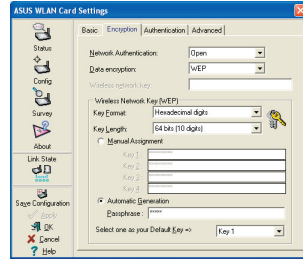 ASUS WLAN Card Settings
Status
Config
Survey
About
Link State
Save Configuration
Apply
OK
Cancel
Help
Basic Encryption Authentication Advanced
Network Authentication: Open
Data encryption: WEP
Wireless network key:
Wireless Network Key (WEP)
Key Format: Hexadecimal digits
Key Length: 64 bits (10 digits)
Manual Assignment
Key 1 **********
Key 2 **********
Key 3 **********
Key 4 **********
Automatic Generation
Passphrase : *****
Select one as your Default Key => Key 1